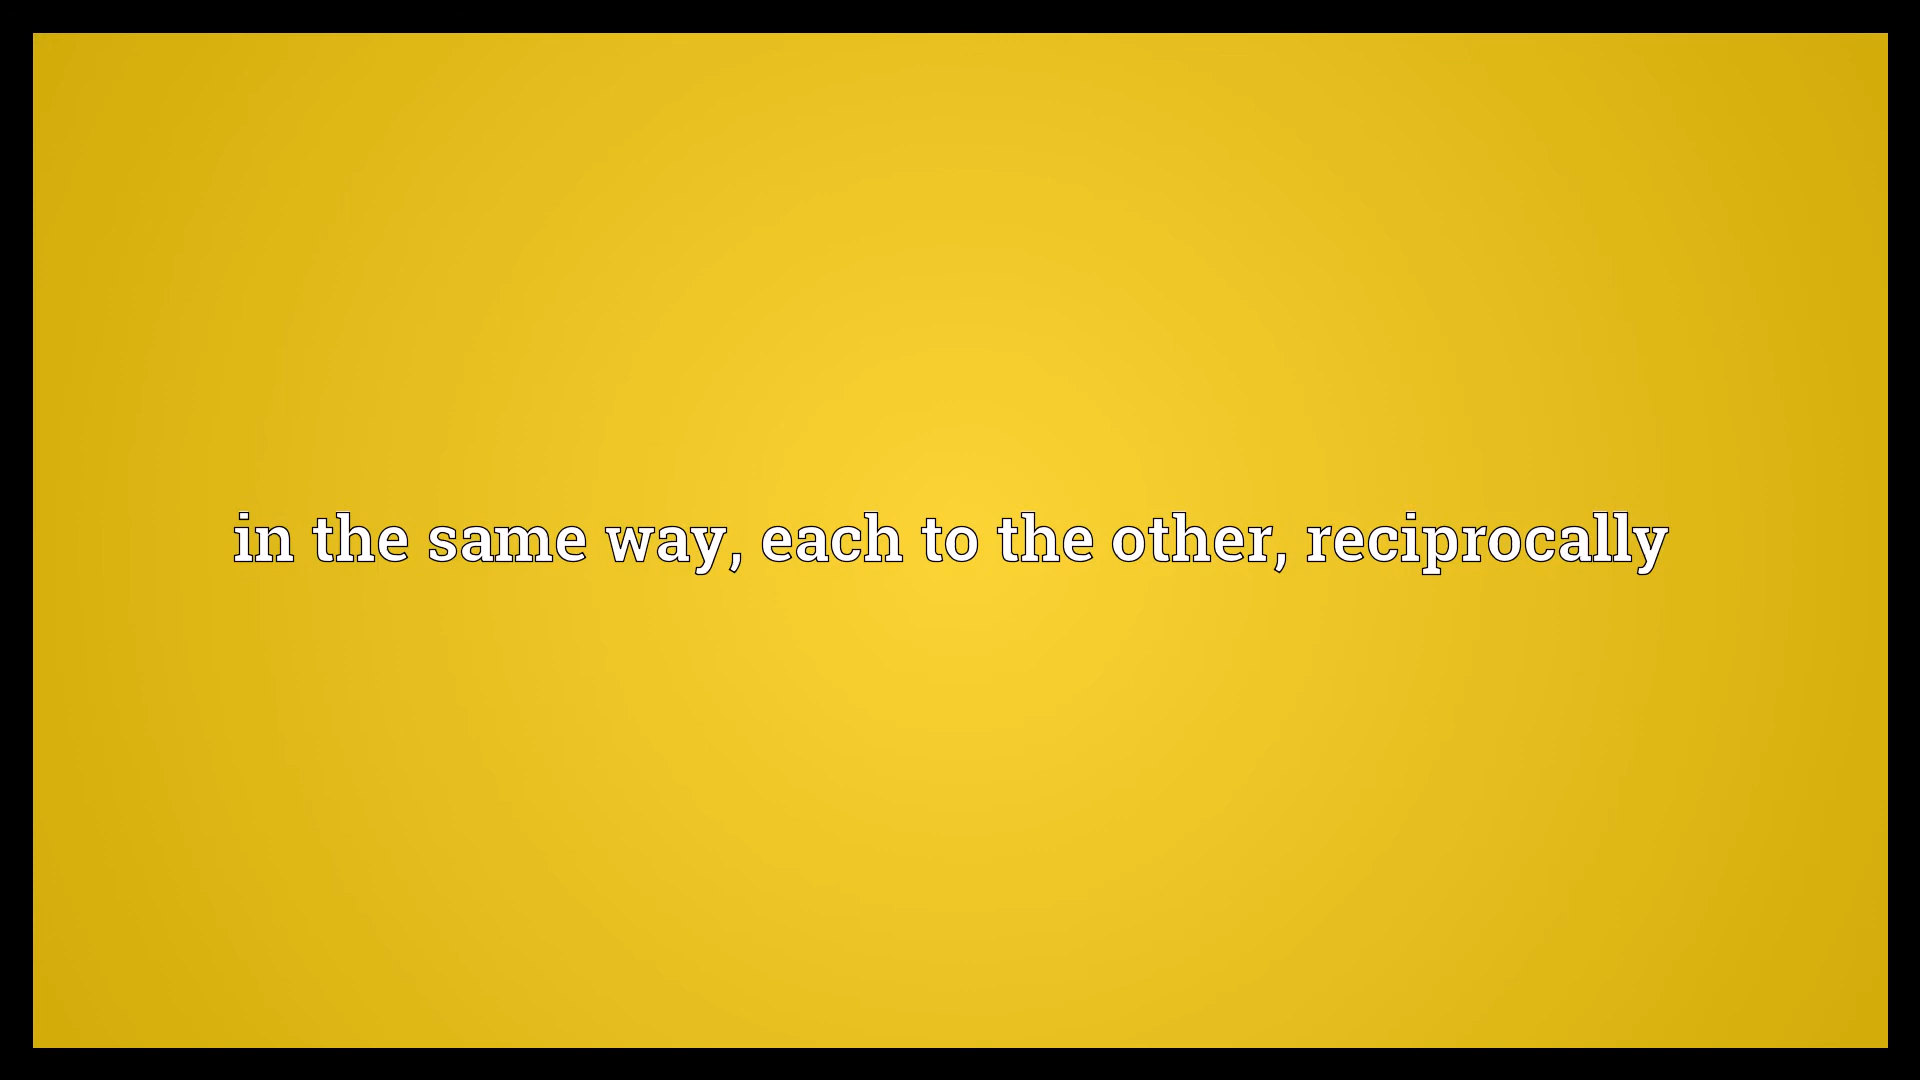 in the same way, each to the other, reciprocally